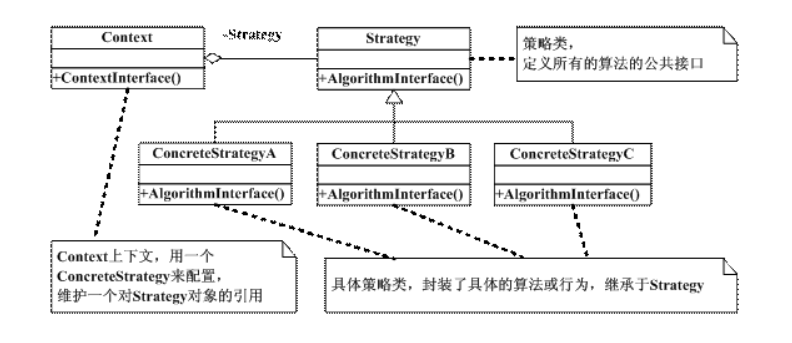 Context
-Strategy
Strategy
+ContextInterface()
+AlgorithmInterface()
策略类，
定义所有的算法的公共接口
ConcreteStrategyA
ConcreteStrategyB
ConcreteStrategyC
+AlgorithmInterface()
+AlgorithmInterface()
+AlgorithmInterface()
Context上下文，用一个
ConcreteStrategy来配置，
维护一个对Strategy对象的引用
具体策略类，封装了具体的算法或行为，继承于Strategy